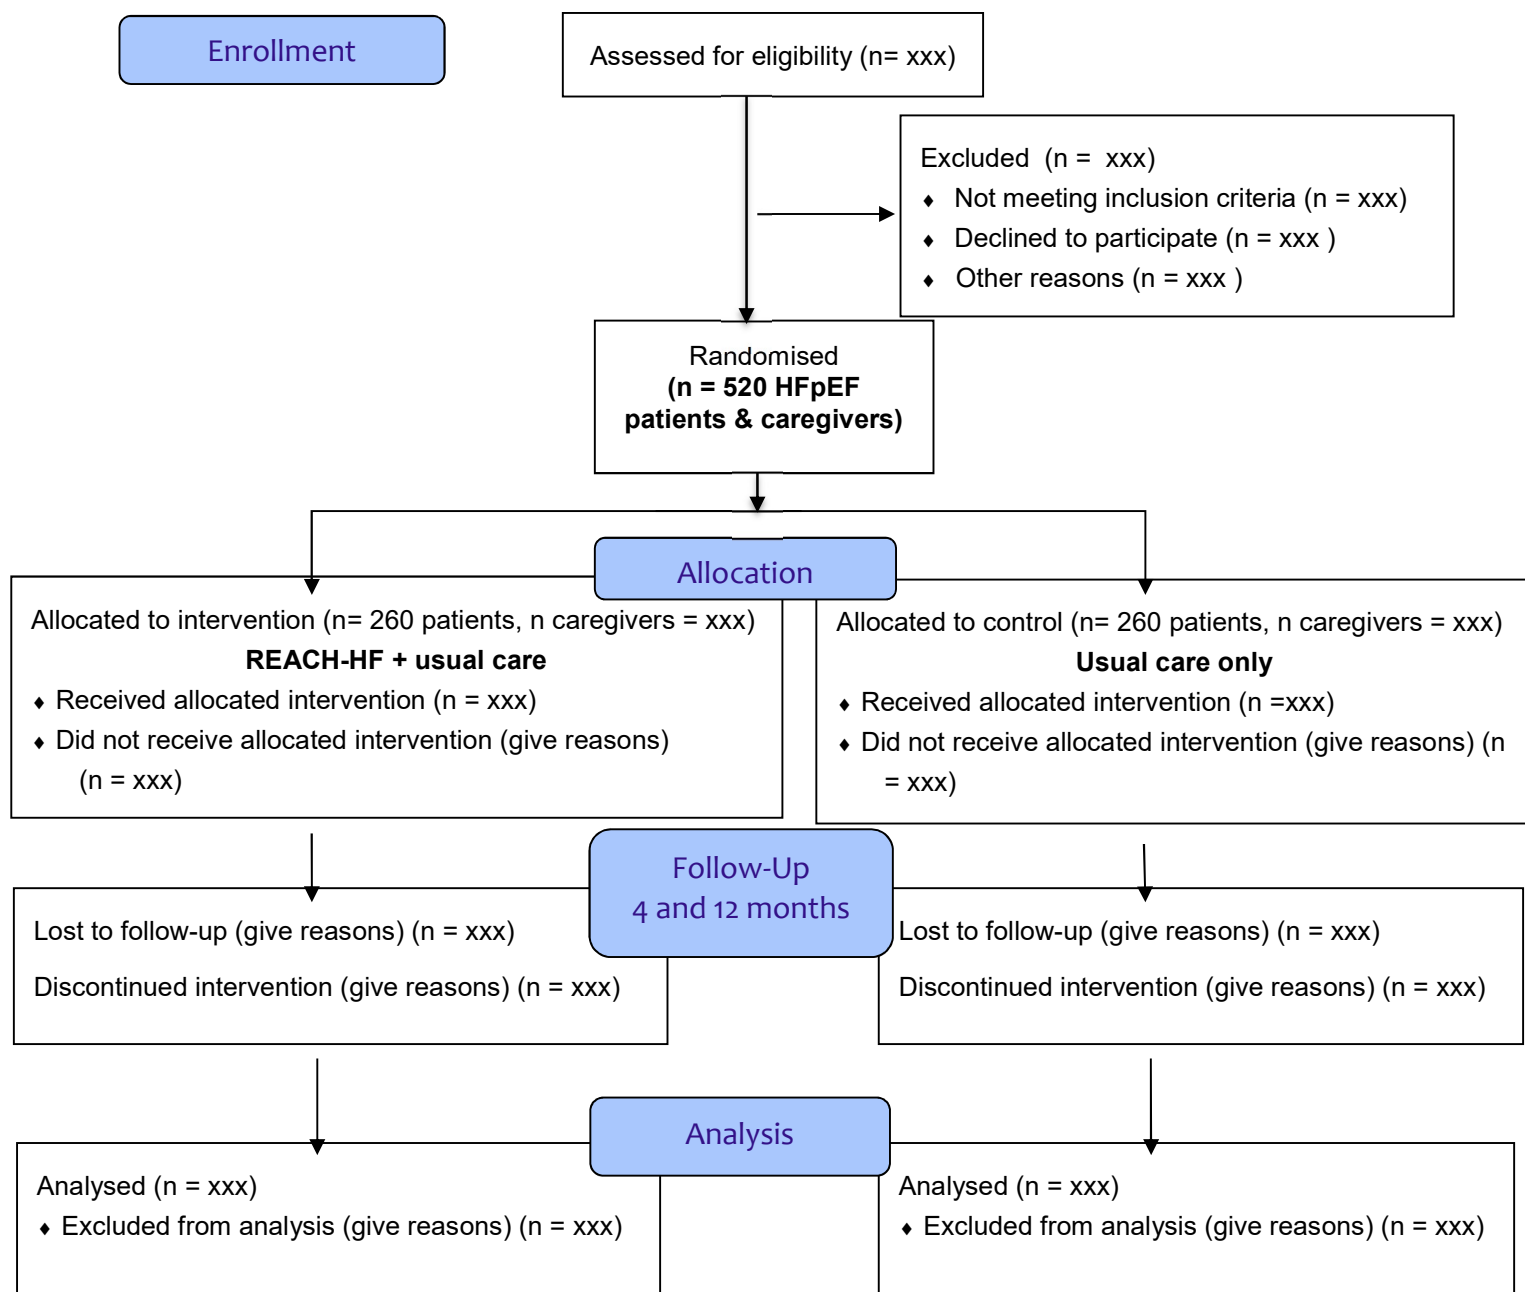 Enrollment
Assessed for eligibility (n= xxx)
Excluded (n = xxx)
⬧ Not meeting inclusion criteria (n = xxx)
⬧ Declined to participate (n = xxx )
⬧ Other reasons (n = xxx )
Randomised
(n = 520 HFpEF
patients & caregivers)
Allocation
Allocated to intervention (n= 260 patients, n caregivers = xxx)
REACH-HF + usual care
⬧ Received allocated intervention (n = xxx)
⬧ Did not receive allocated intervention (give reasons)
(n = xxx)
Allocated to control (n= 260 patients, n caregivers = xxx)
Usual care only
⬧ Received allocated intervention (n =xxx)
⬧ Did not receive allocated intervention (give reasons) (n
= xxx)
Follow-Up
4 and 12 months
Lost to follow-up (give reasons) (n = xxx)
Discontinued intervention (give reasons) (n = xxx)
Lost to follow-up (give reasons) (n = xxx)
Discontinued intervention (give reasons) (n = xxx)
Analysis
Analysed (n = xxx)
⬧ Excluded from analysis (give reasons) (n = xxx)
Analysed (n = xxx)
⬧ Excluded from analysis (give reasons) (n = xxx)